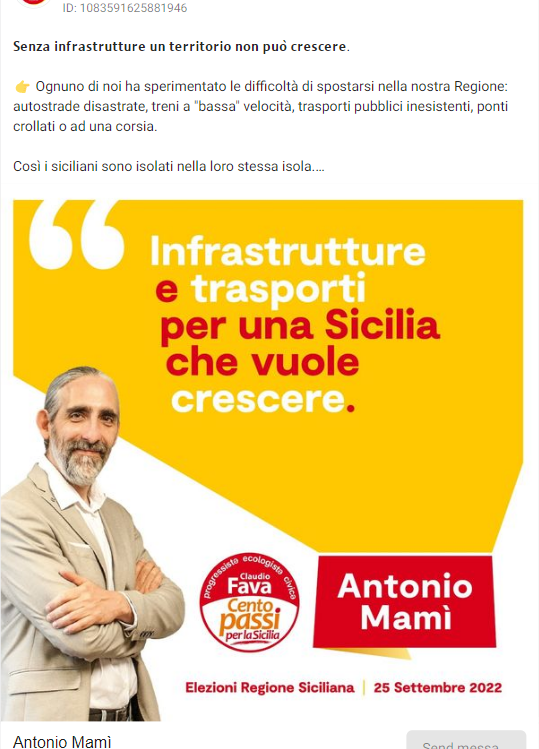 ID: 1083591625881946
Senza infrastrutture un territorio non può crescere.
👉 Ognuno di noi ha sperimentato le difficoltà di spostarsi nella nostra Regione:
autostrade disastrate, treni a "bassa" velocità, trasporti pubblici inesistenti, ponti
crollati o ad una corsia.
Così i siciliani sono isolati nella loro stessa isola....
Infrastrutture
e trasporti
per una Sicilia
che vuole
crescere.
progressista ecologista civica
Claudio
Fava
Cento
passi
per la Sicilia
Antonio
Mamì
Elezioni Regione Siciliana | 25 Settembre 2022
Antonio Mamì
Send messa...